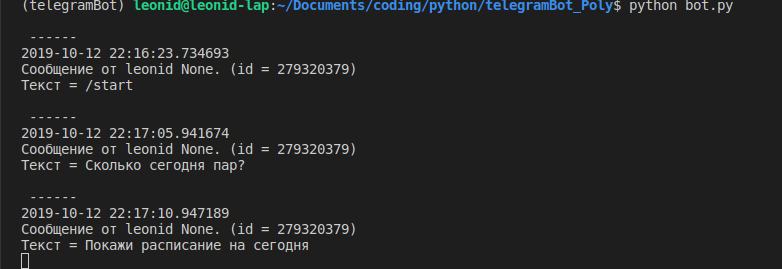 (telegramBot) leonid@leonid-lap:~/Documents/coding/python/telegramBot_Poly$ python bot.py
------
2019-10-12 22:16:23.734693
Сообщение от leonid None. (id = 279320379)
Текст = /start
------
2019-10-12 22:17:05.941674
Сообщение от leonid None. (id = 279320379)
Текст = Сколько сегодня пар?
------
2019-10-12 22:17:10.947189
Сообщение от leonid None. (id = 279320379)
Текст = Покажи расписание на сегодня